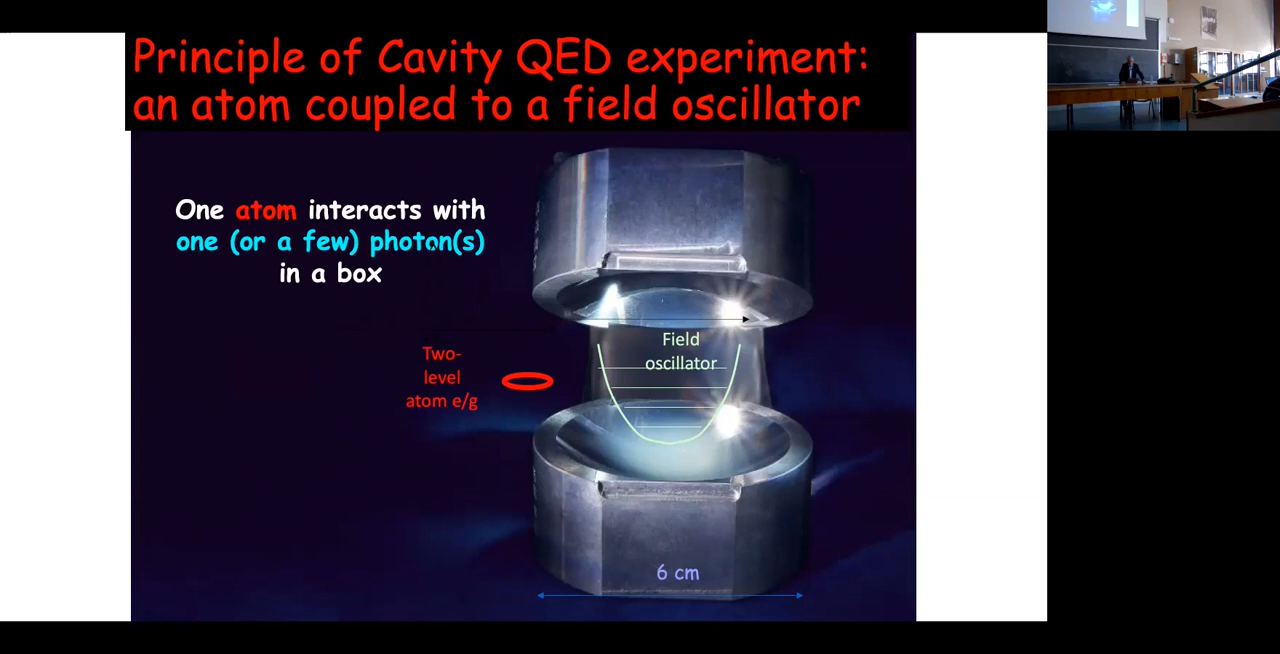 Principle of Cavity QED experiment:
an atom coupled to a field oscillator
One atom interacts with
one (or a few) photon(s)
in a box
Field
oscillator
Two-
level
atom e/g
6 cm